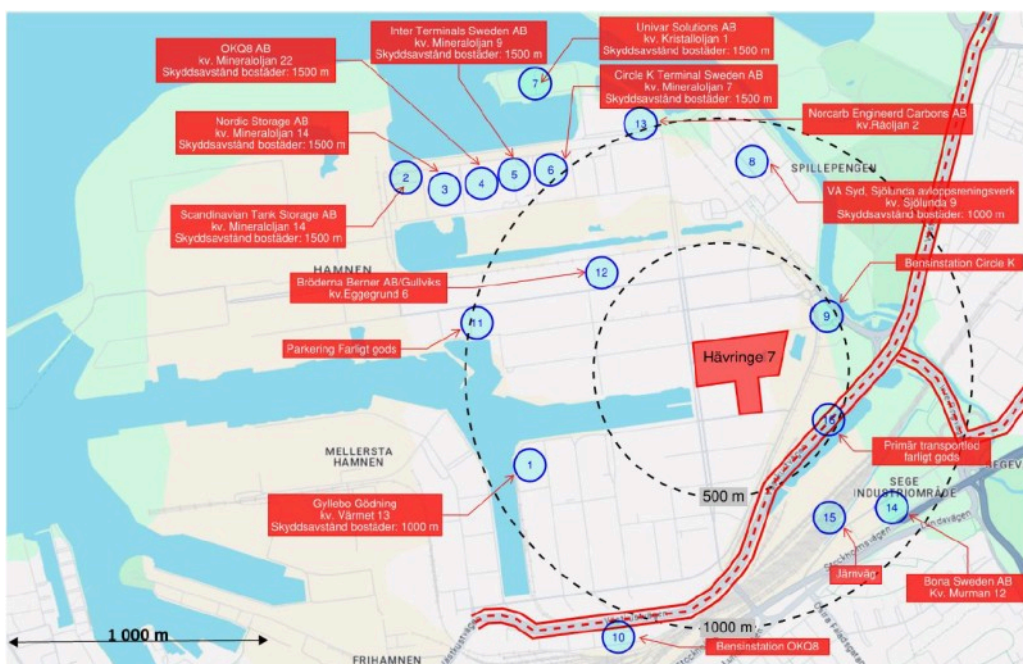 OKQ8 AB
kv. Mineraloljan 22
Skyddsavstånd bostäder: 1500 m
Inter Terminals Sweden AB
kv. Mineraloljan 9
Skyddsavstånd bostäder: 1500 m
Univar Solutions AB
kv. Kristalloljan 1
Skyddsavstånd bostäder: 1500 m
Circle K Terminal Sweden AB
kv. Mineraloljan 7
Skyddsavstånd bostäder: 1500 m
Norcarb Engineerd Carbons AB
kv.Råoljan 2
Nordic Storage AB
kv. Mineraloljan 14
Skyddsavstånd bostäder: 1500 m
Scandinavian Tank Storage AB
kv. Mineraloljan 14
Skyddsavstånd bostäder: 1500 m
7
13
2
3
4
5
6
8
SPILLEPENGEN
VA Syd, Sjölunda avloppsreningsverk
kv. Sjölunda 9
Skyddsavstånd bostäder: 1000 m
HAMNEN
Bröderna Berner AB/Gullviks
kv.Eggegrund 6
12
Bensinstation Circle K
9
11
Parkering Farligt gods
Hävringe 7
16
Primär transportled
farligt gods
MELLERSTA
HAMNEN
1
Gyllebo Gödning
kv. Värmet 13
Skyddsavstånd bostäder: 1000 m
500 m
SEGE
INDUSTRIOMRÅDE
15
14
Stockholmsvägen
Lundavägen
Järnväg
Bona Sweden AB
Kv. Murman 12
1 000 m
Västkustvägen
10
1000 m
Bensinstation OKQ8
FRIHAMNEN